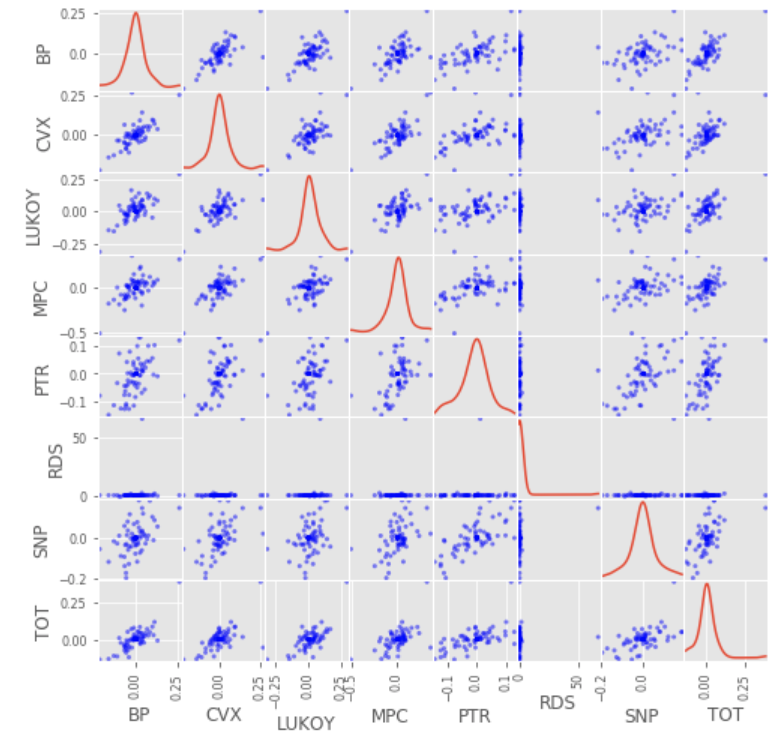 0.25
BP
0.0
0.25
CVX
0.00
0.25
LUKOY
0.00
−0.25
MPC
0.0
−0.5
0.1
PTR
0.0
−0.1
50
RDS
0
SNP
0.0
−0.2
0.25
TOT
0.00
0.00 0.25 0.00 0.25 −0.25 0.00 0.25 −0.5 0.0 −0.1 0.0 0.1 0 50 −0.2 0.0 0.00 0.25
BP CVX LUKOY MPC PTR RDS SNP TOT